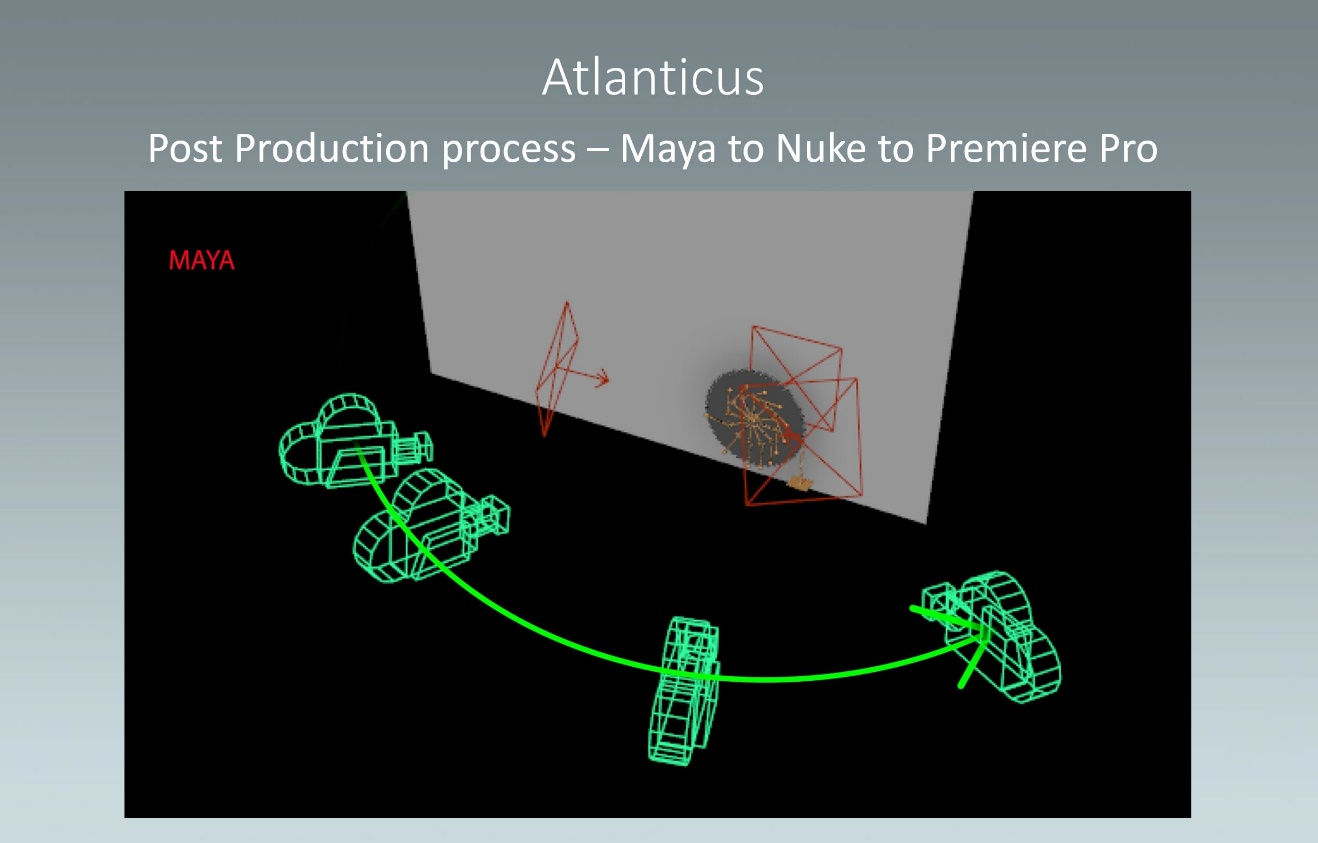 Atlanticus
Post Production process – Maya to Nuke to Premiere Pro
MAYA